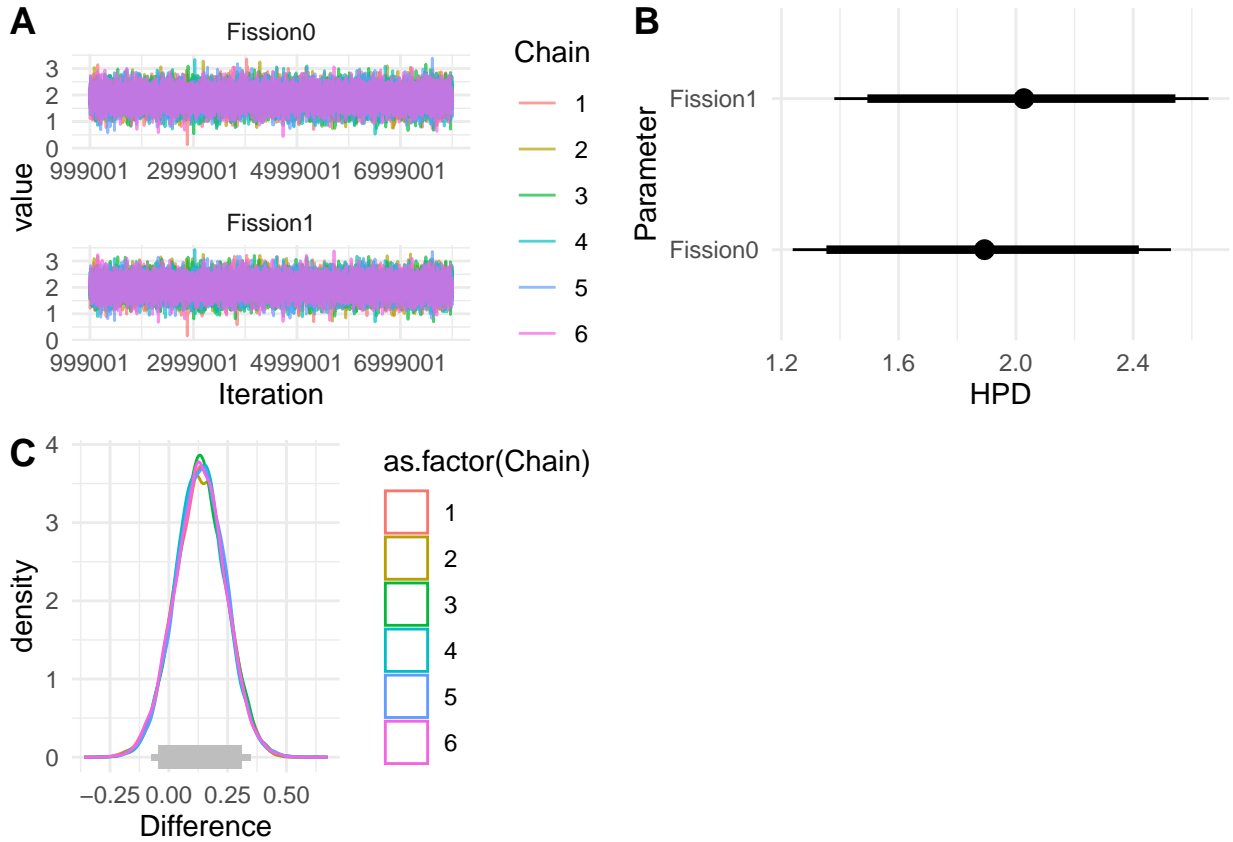 A
Fission0
value
3
2
1
0
999001 2999001 4999001 6999001
Fission1
3
2
1
0
999001 2999001 4999001 6999001
Iteration
Chain
1
2
3
4
5
6
B
Parameter
Fission1
Fission0
1.2 1.6 2.0 2.4
HPD
C
density
4
3
2
1
0
−0.25 0.00 0.25 0.50
Difference
as.factor(Chain)
1
2
3
4
5
6